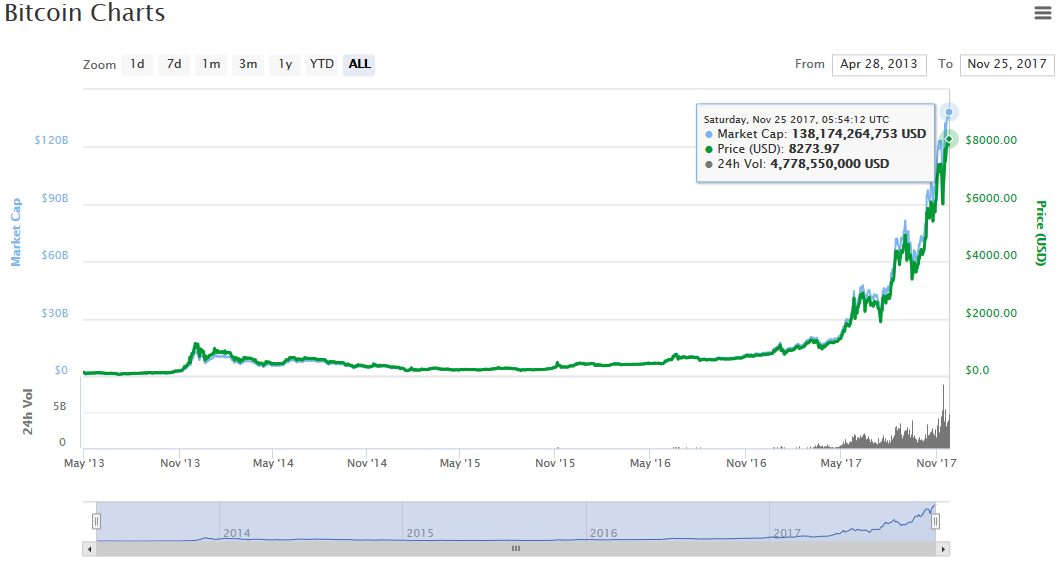 Bitcoin Charts
Zoom 1d 7d 1m 3m 1y YTD ALL From Apr 28, 2013 To Nov 25, 2017
Saturday, Nov 25 2017, 05:54:12 UTC
Market Cap: 138,174,264,753 USD
Price (USD): 8273.97
24h Vol: 4,778,550,000 USD
$120B $8000.00
$90B $6000.00
$60B $4000.00
$30B $2000.00
$0 $0.0
Market Cap
Price (USD)
24h Vol
5B
0
May '13 Nov '13 May '14 Nov '14 May '15 Nov '15 May '16 Nov '16 May '17 Nov '17
2014 2015 2016 2017